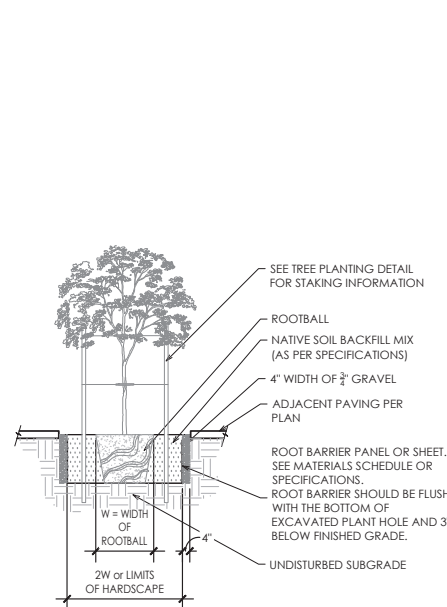 SEE TREE PLANTING DETAIL
FOR STAKING INFORMATION
ROOTBALL
NATIVE SOIL BACKFILL MIX
(AS PER SPECIFICATIONS)
4" WIDTH OF 3/4" GRAVEL
ADJACENT PAVING PER
PLAN
ROOT BARRIER PANEL OR SHEET.
SEE MATERIALS SCHEDULE OR
SPECIFICATIONS.
ROOT BARRIER SHOULD BE FLUSH
WITH THE BOTTOM OF
EXCAVATED PLANT HOLE AND 3"
BELOW FINISHED GRADE.
UNDISTURBED SUBGRADE
W = WIDTH
OF
ROOTBALL
4"
2W or LIMITS
OF HARDSCAPE